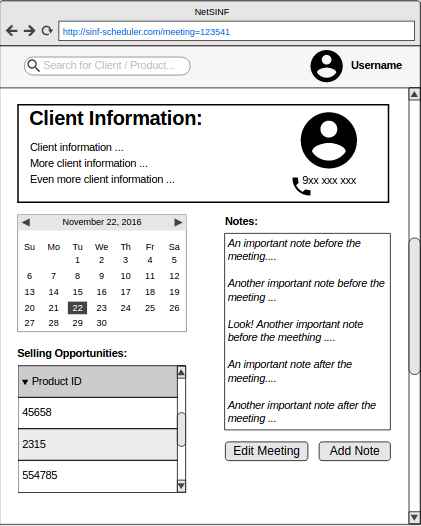 NetSINF
http://sinf-scheduler.com/meeting=123541
Search for Client / Product...
Username
Client Information:
Client information ...
More client information ...
Even more client information ...
9xx xxx xxx
November 22, 2016
Su Mo Tu We Th Fr Sa
1 2 3 4 5
6 7 8 9 10 11 12
13 14 15 16 17 18 19
20 21 22 23 24 25 26
27 28 29 30
Selling Opportunities:
Product ID
45658
2315
554785
Notes:
An important note before the
meeting....
Another important note before the
meeting ...
Look! Another important note
before the meething ....
An important note after the
meeting....
Another important note after the
meeting ...
Edit Meeting
Add Note